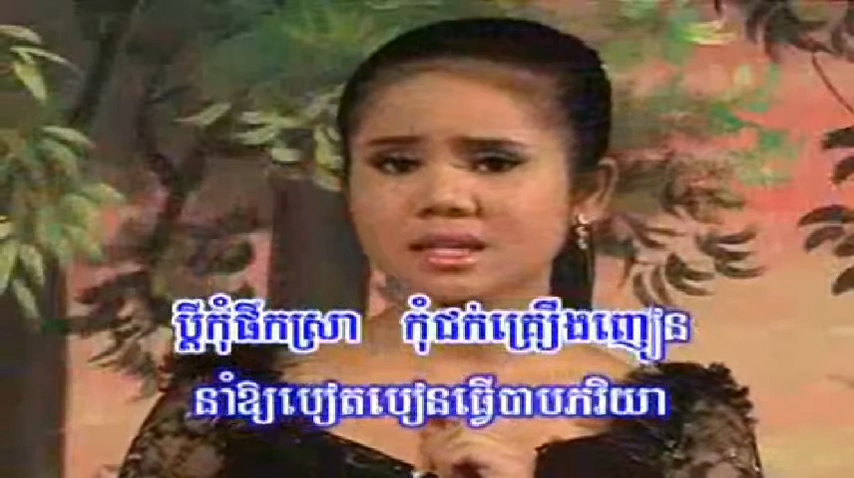 ប្ដីកុំផឹកស្រា កុំជក់គ្រឿងញៀន
នាំឱ្យបៀតបៀនធ្វើបាបភរិយា